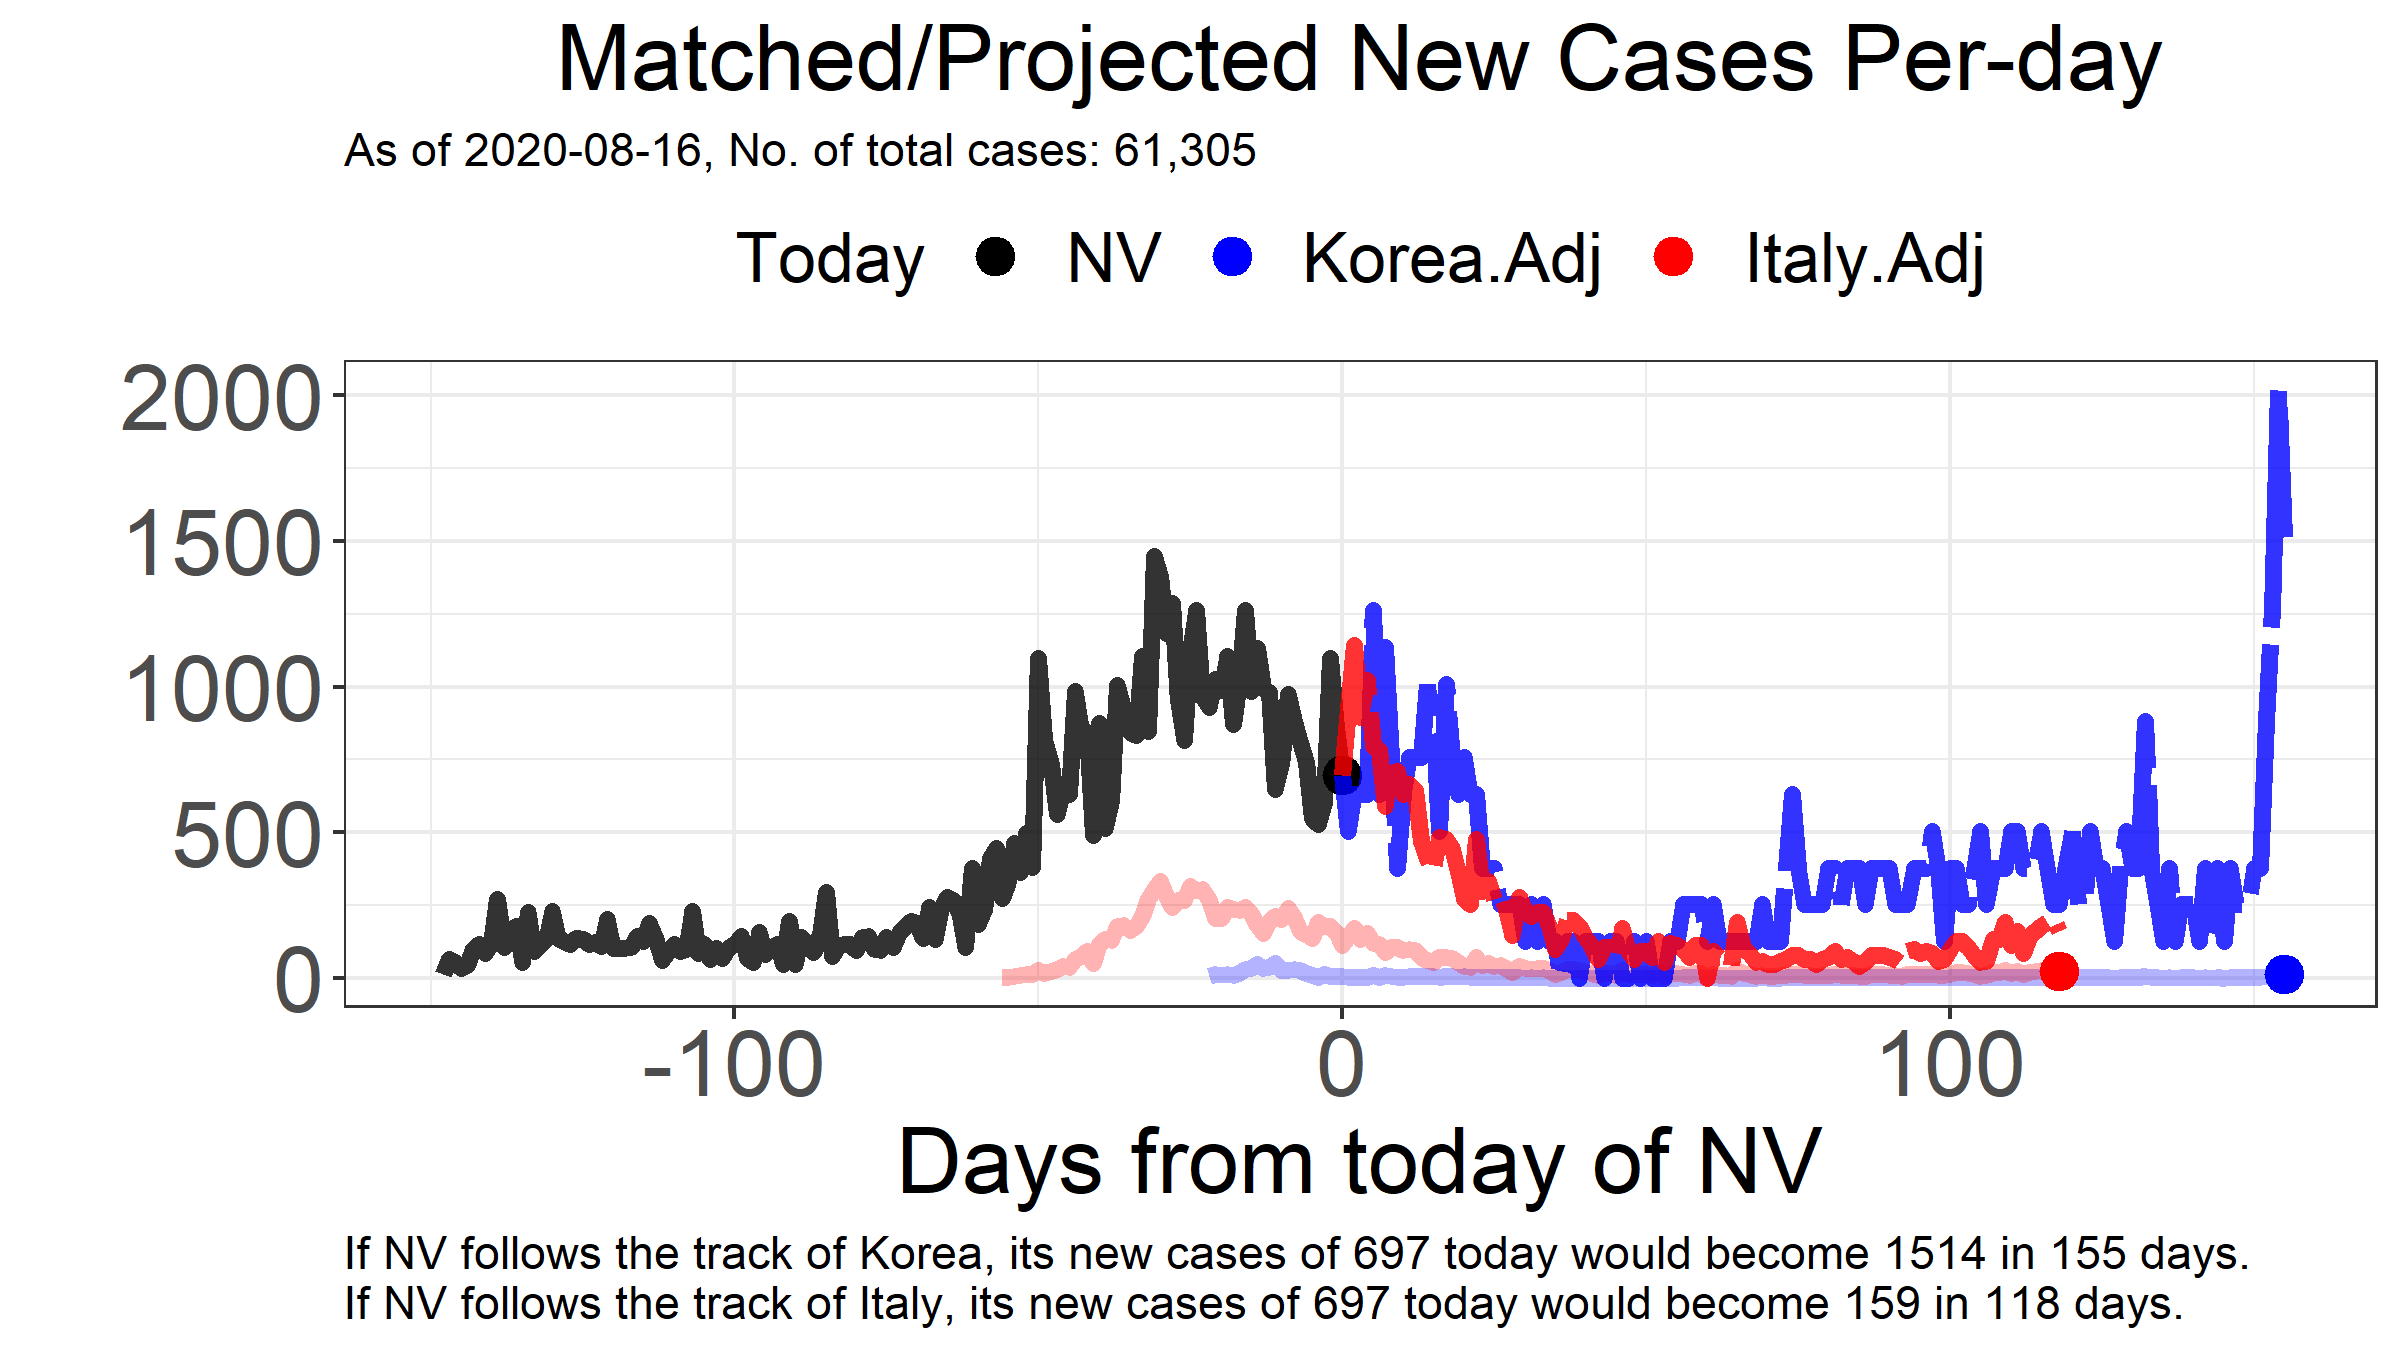 Matched/Projected New Cases Per-day
As of 2020-08-16, No. of total cases: 61,305
Today NV Korea.Adj Italy.Adj
2000
1500
1000
500
0
-100 0 100
Days from today of NV
If NV follows the track of Korea, its new cases of 697 today would become 1514 in 155 days.
If NV follows the track of Italy, its new cases of 697 today would become 159 in 118 days.